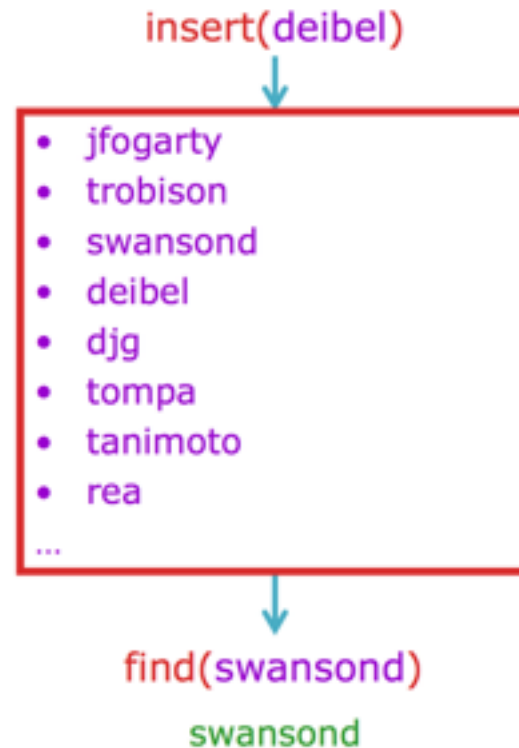 insert(deibel)
• jfogarty
• trobison
• swansond
• deibel
• djg
• tompa
• tanimoto
• rea
...
find(swansond)
swansond